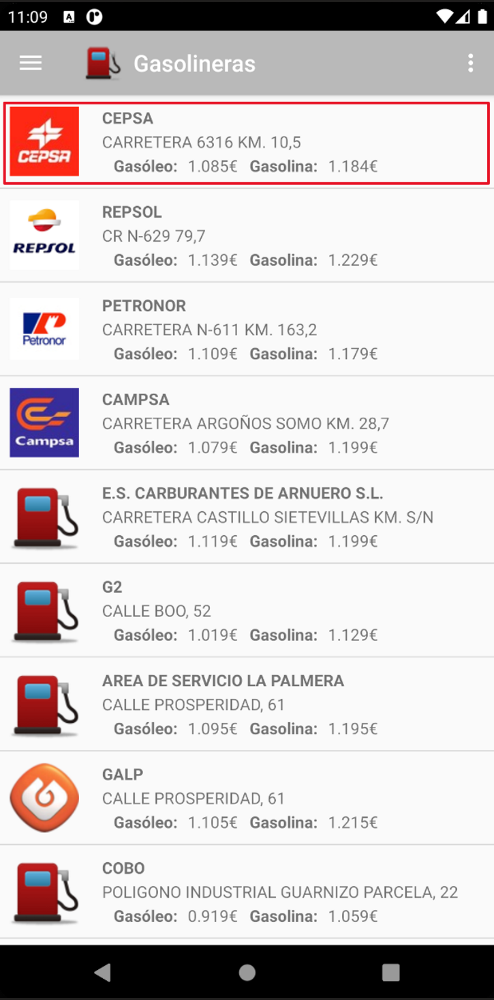 11:09
A
Gasolineras
CEPSA
CEPSA
CARRETERA 6316 KM. 10,5
Gasóleo: 1.085€ Gasolina: 1.184€
REPSOL
REPSOL
CR N-629 79,7
Gasóleo: 1.139€ Gasolina: 1.229€
Petronor
PETRONOR
CARRETERA N-611 KM. 163,2
Gasóleo: 1.109€ Gasolina: 1.179€
Campsa
CAMPSA
CARRETERA ARGOÑOS SOMO KM. 28,7
Gasóleo: 1.079€ Gasolina: 1.199€
E.S. CARBURANTES DE ARNUERO S.L.
CARRETERA CASTILLO SIETEVILLAS KM. S/N
Gasóleo: 1.119€ Gasolina: 1.199€
G2
CALLE BOO, 52
Gasóleo: 1.019€ Gasolina: 1.129€
AREA DE SERVICIO LA PALMERA
CALLE PROSPERIDAD, 61
Gasóleo: 1.095€ Gasolina: 1.195€
GALP
CALLE PROSPERIDAD, 61
Gasóleo: 1.105€ Gasolina: 1.215€
COBO
POLIGONO INDUSTRIAL GUARNIZO PARCELA, 22
Gasóleo: 0.919€ Gasolina: 1.059€